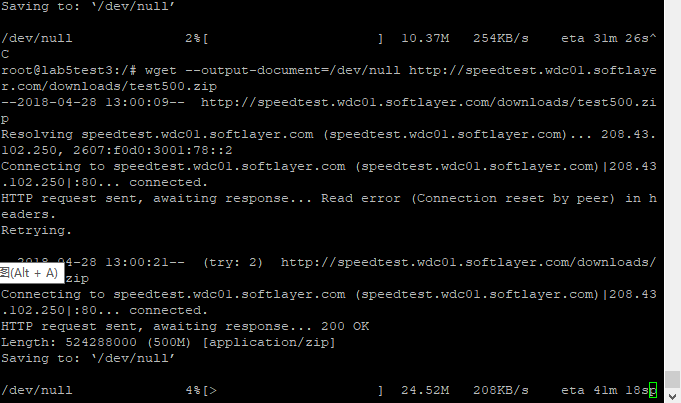 Saving to: ‘/dev/null’
/dev/null 2%[ ] 10.37M 254KB/s eta 31m 26s^
C
root@lab5test3:/# wget --output-document=/dev/null http://speedtest.wdc01.softlaye
r.com/downloads/test500.zip
--2018-04-28 13:00:09-- http://speedtest.wdc01.softlayer.com/downloads/test500.zi
p
Resolving speedtest.wdc01.softlayer.com (speedtest.wdc01.softlayer.com)... 208.43.
102.250, 2607:f0d0:3001:78::2
Connecting to speedtest.wdc01.softlayer.com (speedtest.wdc01.softlayer.com)|208.43
.102.250|:80... connected.
HTTP request sent, awaiting response... Read error (Connection reset by peer) in h
eaders.
Retrying.
--2018-04-28 13:00:21-- (try: 2) http://speedtest.wdc01.softlayer.com/downloads/
图(Alt + A) zip
Connecting to speedtest.wdc01.softlayer.com (speedtest.wdc01.softlayer.com)|208.43
.102.250|:80... connected.
HTTP request sent, awaiting response... 200 OK
Length: 524288000 (500M) [application/zip]
Saving to: ‘/dev/null’
/dev/null 4%[> ] 24.52M 208KB/s eta 41m 18s